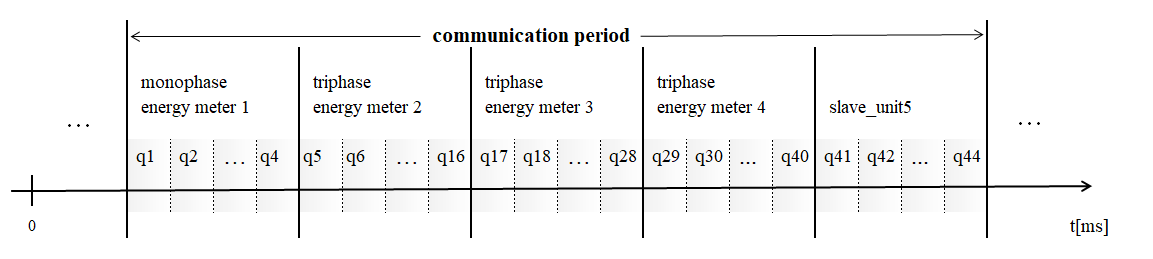 communication period
monophase
energy meter 1
triphase
energy meter 2
triphase
energy meter 3
triphase
energy meter 4
slave_unit5
...
...
q1 q2 ... q4 q5 q6 ... q16 q17 q18 ... q28 q29 q30 ... q40 q41 q42 ... q44
0
t[ms]